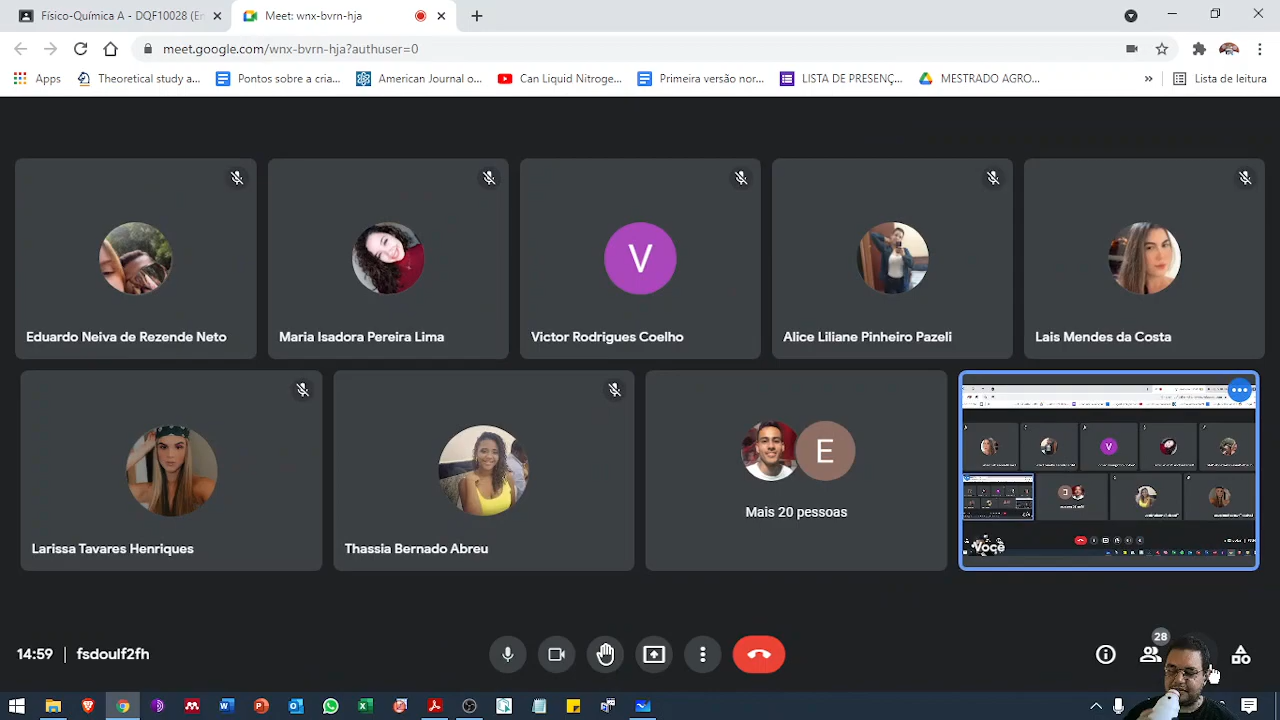 Físico-Química A - DQF10028 (En
Meet: wnx-bvrn-hja
meet.google.com/wnx-bvrn-hja?authuser=0
Apps
Theoretical study a...
Pontos sobre a cria...
American Journal o...
Can Liquid Nitroge...
Primeira versão nor...
LISTA DE PRESENÇ...
MESTRADO AGRO...
»
Lista de leitura
V
Eduardo Neiva de Rezende Neto
Maria Isadora Pereira Lima
Victor Rodrigues Coelho
Alice Liliane Pinheiro Pazeli
Lais Mendes da Costa
E
Mais 20 pessoas
Larissa Tavares Henriques
Thassia Bernado Abreu
Você
14:59 | fsdoulf2fh
28